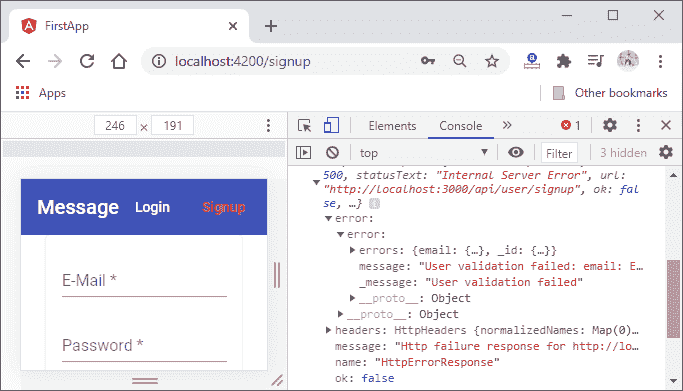 FirstApp
localhost:4200/signup
Apps
Other bookmarks
246 × 191
Elements Console » 1
top Filter 3 hidden
500, statusText: "Internal Server Error", url:
"http://localhost:3000/api/user/signup", ok: fal
se, …}
error:
error:
errors: {email: {…}, _id: {…}}
message: "User validation failed: email: E…
_message: "User validation failed"
__proto__: Object
__proto__: Object
headers: HttpHeaders {normalizedNames: Map(0)…
message: "Http failure response for http://lo…
name: "HttpErrorResponse"
ok: false
Message Login Signup
E-Mail *
Password *